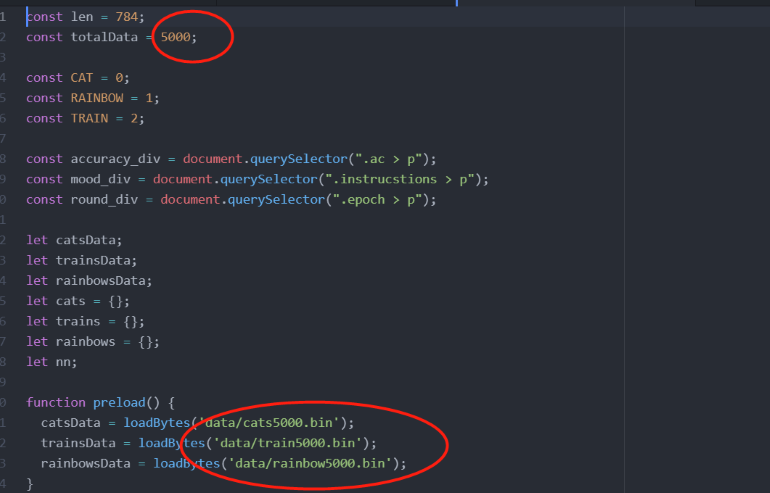 1 const len = 784;
2 const totalData = 5000;
3
4 const CAT = 0;
5 const RAINBOW = 1;
6 const TRAIN = 2;
7
8 const accuracy_div = document.querySelector(".ac > p");
9 const mood_div = document.querySelector(".instrucstions > p");
0 const round_div = document.querySelector(".epoch > p");
1
2 let catsData;
3 let trainsData;
4 let rainbowsData;
5 let cats = {};
6 let trains = {};
7 let rainbows = {};
8 let nn;
9
0 function preload() {
1 catsData = loadBytes('data/cats5000.bin');
2 trainsData = loadBytes('data/train5000.bin');
3 rainbowsData = loadBytes('data/rainbow5000.bin');
4 }